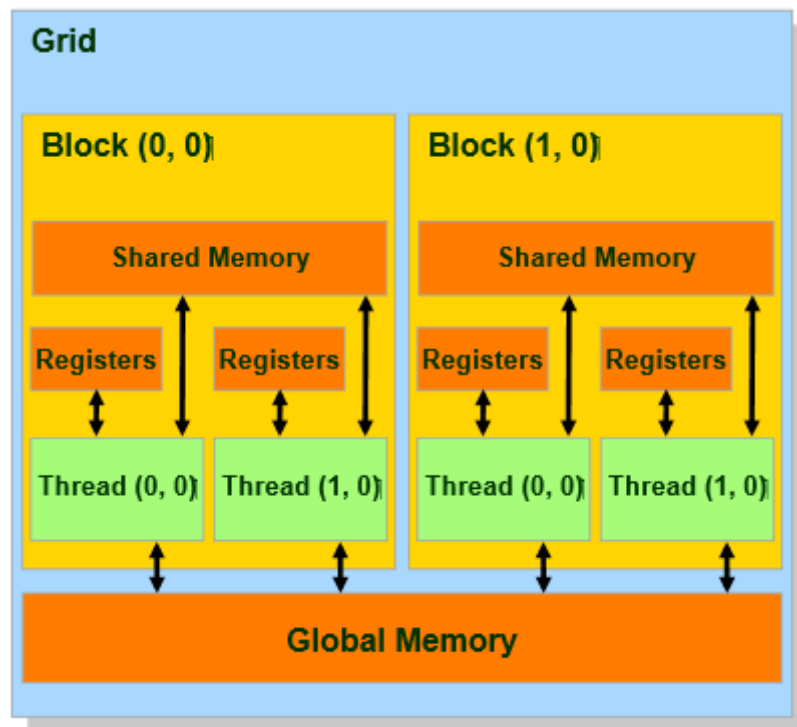 Grid
Block (0, 0)
Block (1, 0)
Shared Memory
Shared Memory
Registers
Registers
Registers
Registers
Thread (0, 0)
Thread (1, 0)
Thread (0, 0)
Thread (1, 0)
Global Memory